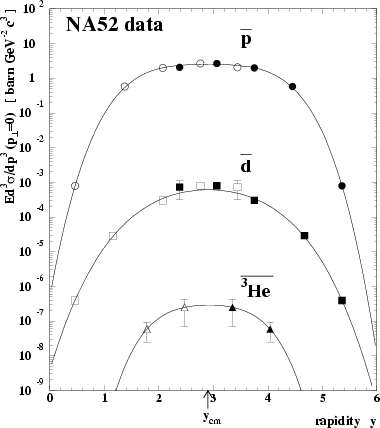 NA52 data
Ed³σ/dp³ (p⊥=0) [ barn GeV⁻² c³ ]
10²
10
1
10⁻¹
10⁻²
10⁻³
10⁻⁴
10⁻⁵
10⁻⁶
10⁻⁷
10⁻⁸
10⁻⁹
p̅
d̅
³H̅e̅
0 1 2 3 4 5 6
y_cm
rapidity y